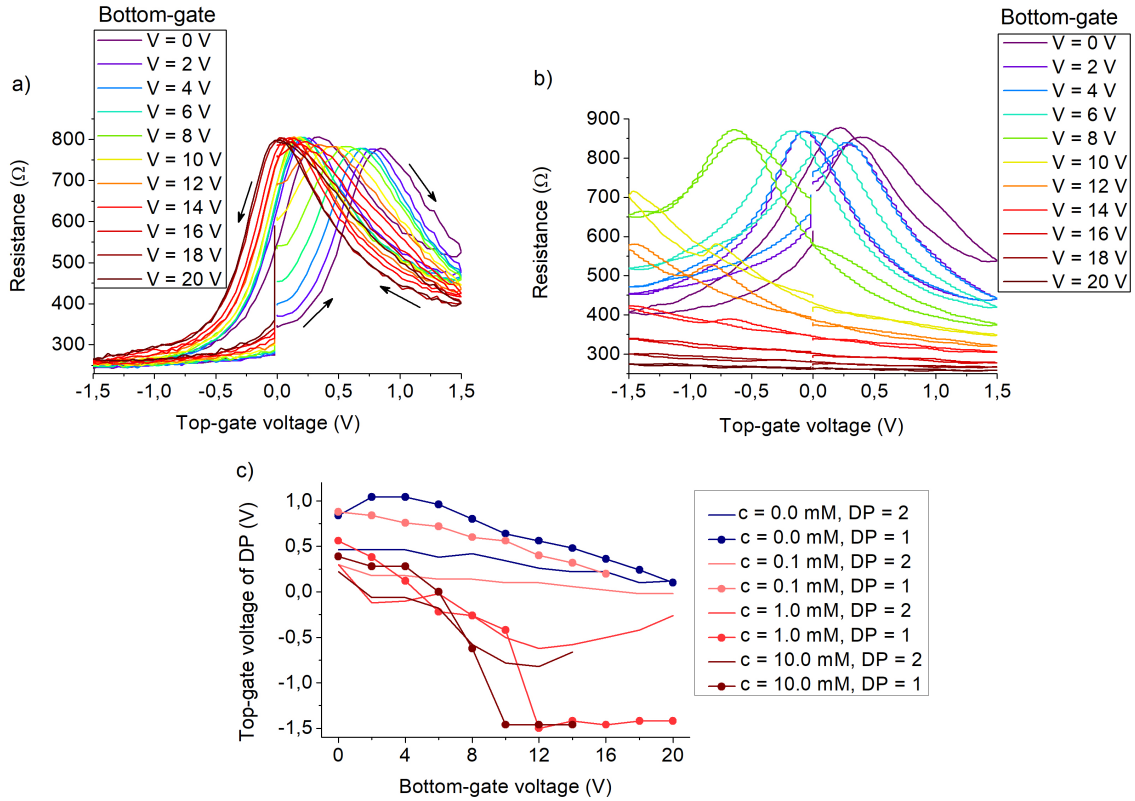 Bottom-gate
V = 0 V
V = 2 V
V = 4 V
V = 6 V
V = 8 V
V = 10 V
V = 12 V
V = 14 V
V = 16 V
V = 18 V
V = 20 V
a)
Resistance (Ω)
800
700
600
500
400
300
-1,5 -1,0 -0,5 0,0 0,5 1,0 1,5
Top-gate voltage (V)
Bottom-gate
V = 0 V
V = 2 V
V = 4 V
V = 6 V
V = 8 V
V = 10 V
V = 12 V
V = 14 V
V = 16 V
V = 18 V
V = 20 V
b)
Resistance (Ω)
900
800
700
600
500
400
300
-1,5 -1,0 -0,5 0,0 0,5 1,0 1,5
Top-gate voltage (V)
c)
Top-gate voltage of DP (V)
1,0
0,5
0,0
-0,5
-1,0
-1,5
0 4 8 12 16 20
Bottom-gate voltage (V)
c = 0.0 mM, DP = 2
c = 0.0 mM, DP = 1
c = 0.1 mM, DP = 2
c = 0.1 mM, DP = 1
c = 1.0 mM, DP = 2
c = 1.0 mM, DP = 1
c = 10.0 mM, DP = 2
c = 10.0 mM, DP = 1